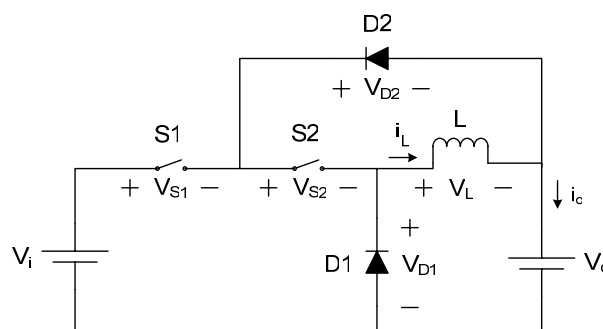 D2
+ V_D2 −
S1
S2
i_L
L
+ V_S1 −
+ V_S2 −
+ V_L −
i_o
V_i
+
D1
V_D1
−